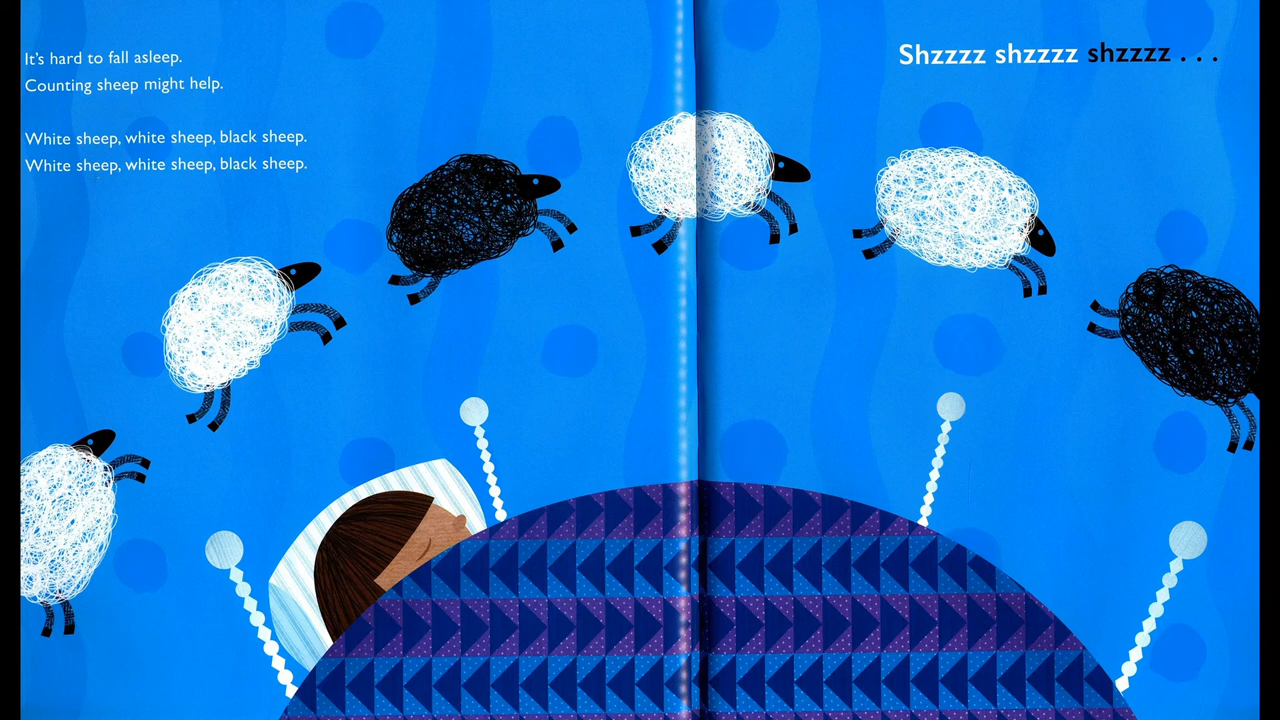 It's hard to fall asleep.
Counting sheep might help.
White sheep, white sheep, black sheep.
White sheep, white sheep, black sheep.
Shzzzz shzzzz shzzzz . . .